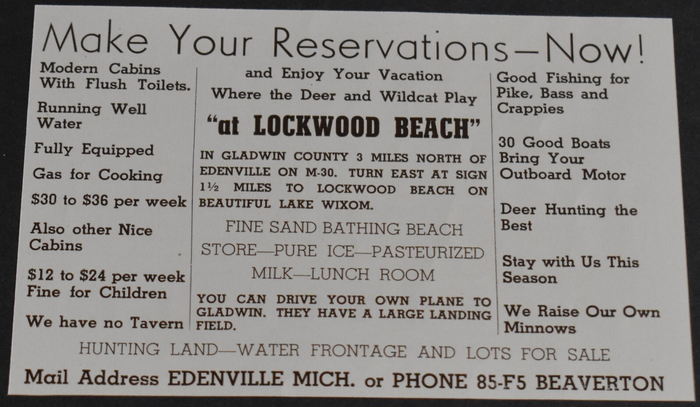 Make Your Reservations—Now!
Modern Cabins
With Flush Toilets.
Running Well
Water
Fully Equipped
Gas for Cooking
$30 to $36 per week
Also other Nice
Cabins
$12 to $24 per week
Fine for Children
We have no Tavern
and Enjoy Your Vacation
Where the Deer and Wildcat Play
"at LOCKWOOD BEACH"
IN GLADWIN COUNTY 3 MILES NORTH OF
EDENVILLE ON M-30. TURN EAST AT SIGN
1½ MILES TO LOCKWOOD BEACH ON
BEAUTIFUL LAKE WIXOM.
FINE SAND BATHING BEACH
STORE—PURE ICE—PASTEURIZED
MILK—LUNCH ROOM
YOU CAN DRIVE YOUR OWN PLANE TO
GLADWIN. THEY HAVE A LARGE LANDING
FIELD.
Good Fishing for
Pike, Bass and
Crappies
30 Good Boats
Bring Your
Outboard Motor
Deer Hunting the
Best
Stay with Us This
Season
We Raise Our Own
Minnows
HUNTING LAND—WATER FRONTAGE AND LOTS FOR SALE
Mail Address EDENVILLE MICH. or PHONE 85-F5 BEAVERTON